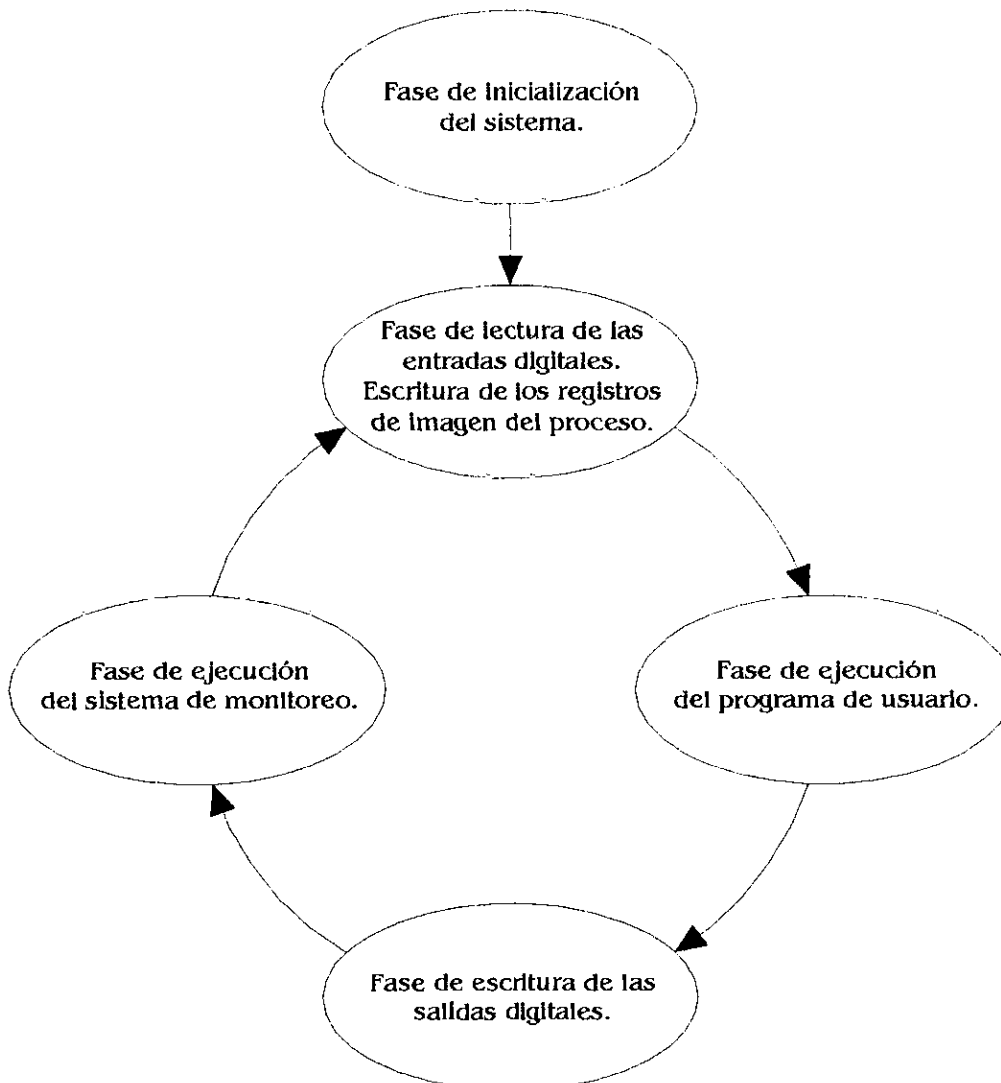 Fase de inicialización
del sistema.
Fase de lectura de las
entradas digitales.
Escritura de los registros
de imagen del proceso.
Fase de ejecución
del sistema de monitoreo.
Fase de ejecución
del programa de usuario.
Fase de escritura de las
salidas digitales.